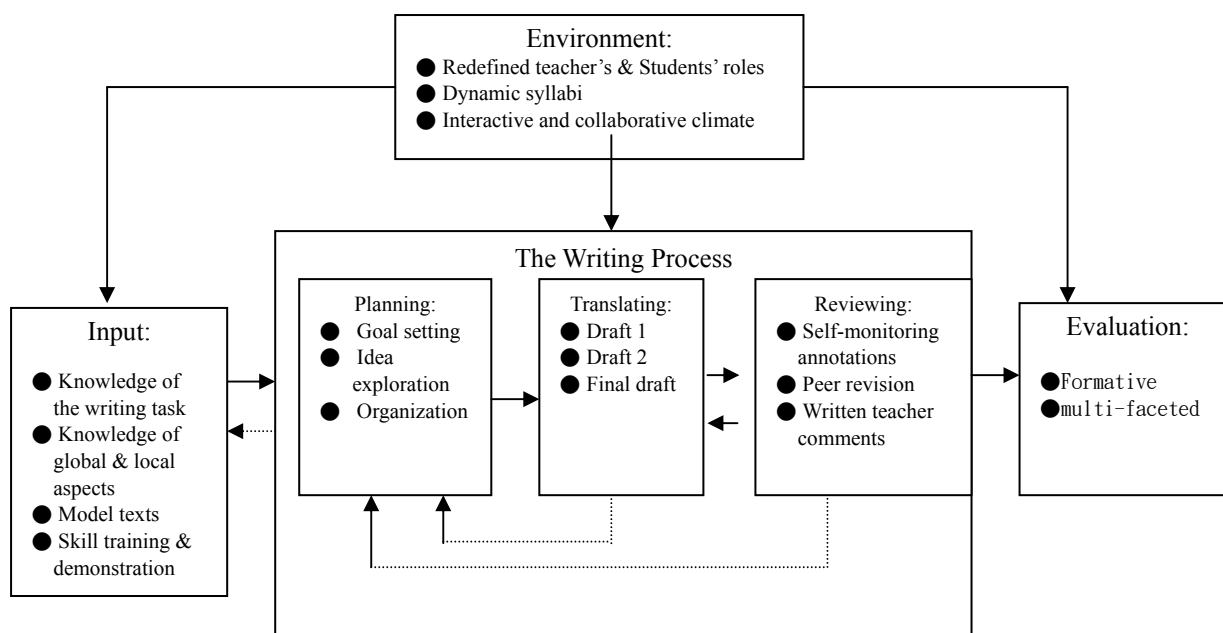 Environment:
● Redefined teacher's & Students' roles
● Dynamic syllabi
● Interactive and collaborative climate
The Writing Process
Input:
● Knowledge of
the writing task
● Knowledge of
global & local
aspects
● Model texts
● Skill training &
demonstration
Planning:
● Goal setting
● Idea
exploration
● Organization
Translating:
● Draft 1
● Draft 2
● Final draft
Reviewing:
● Self-monitoring
annotations
● Peer revision
● Written teacher
comments
Evaluation:
●Formative
●multi-faceted